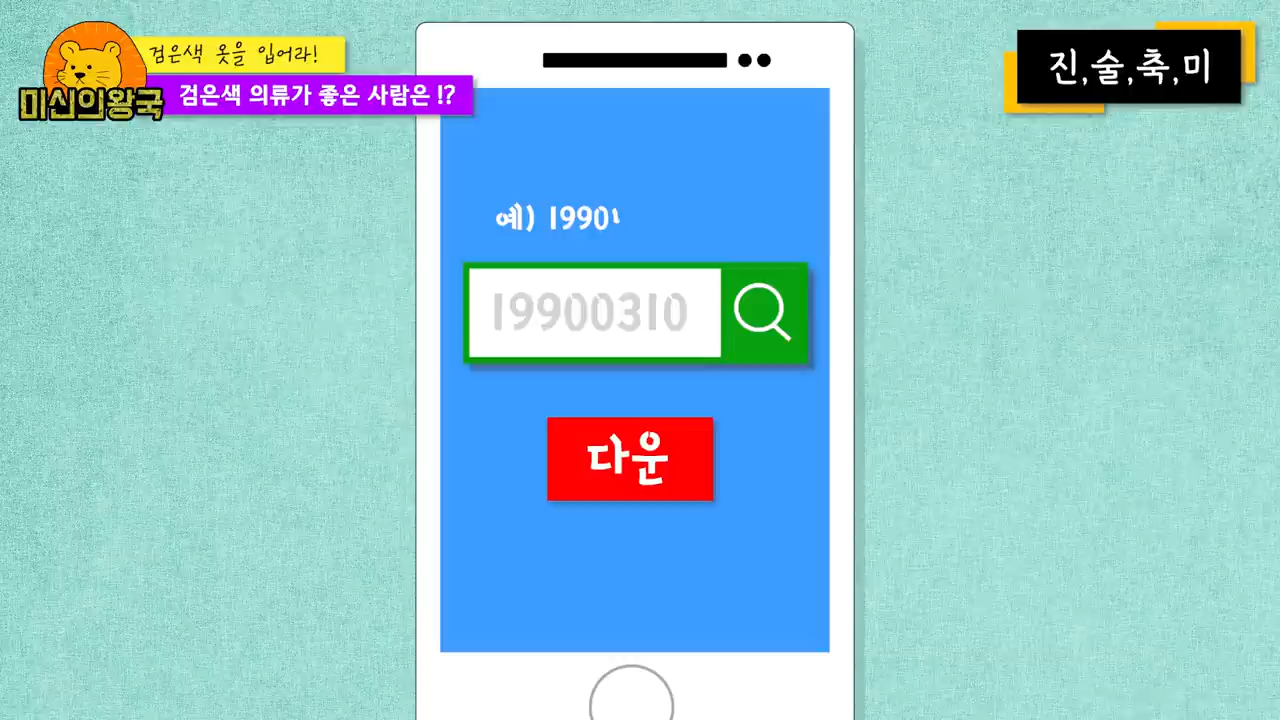 검은색 옷을 입어라!
미신의왕국
검은색 의류가 좋은 사람은 !?
진,술,축,미
예) 1990
19900310
다운